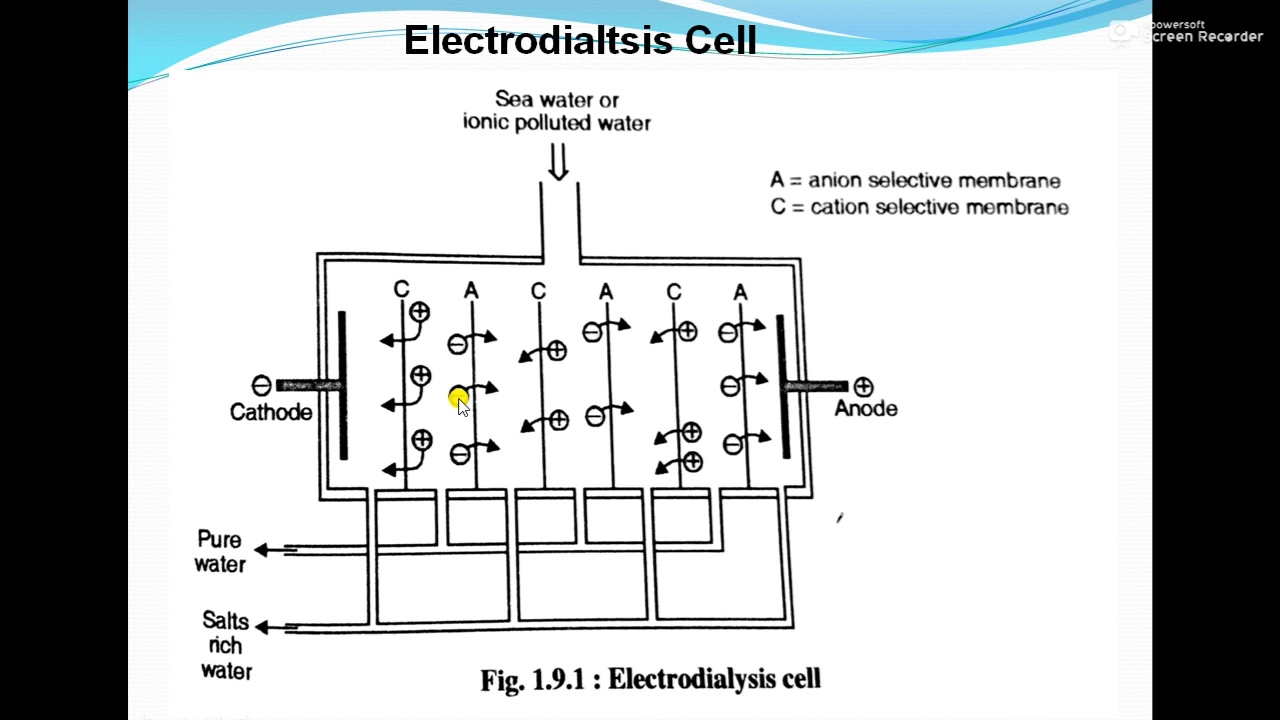 Electrodialtsis Cell
Screen Recorder
Sea water or
ionic polluted water
A = anion selective membrane
C = cation selective membrane
C A C A C A
⊕
⊖ ⊕ ⊖ ⊕ ⊖
⊕ ⊖
⊖ Cathode
⊕ Anode
⊕ ⊖ ⊕ ⊖ ⊕ ⊖
⊕
Pure
water
Salts
rich
water
Fig. 1.9.1 : Electrodialysis cell